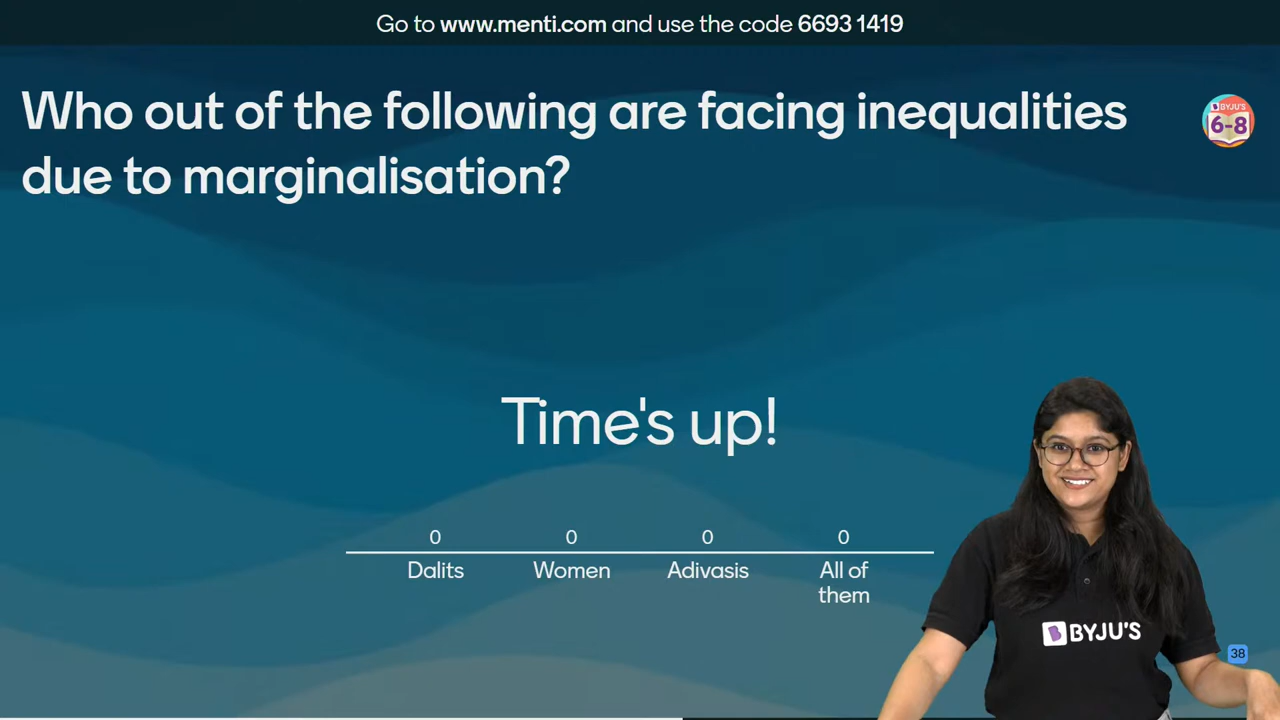 Go to www.menti.com and use the code 6693 1419
Who out of the following are facing inequalities
due to marginalisation?
BYJU'S
6-8
Time's up!
0 0 0 0
Dalits Women Adivasis All of
them
BYJU'S
38